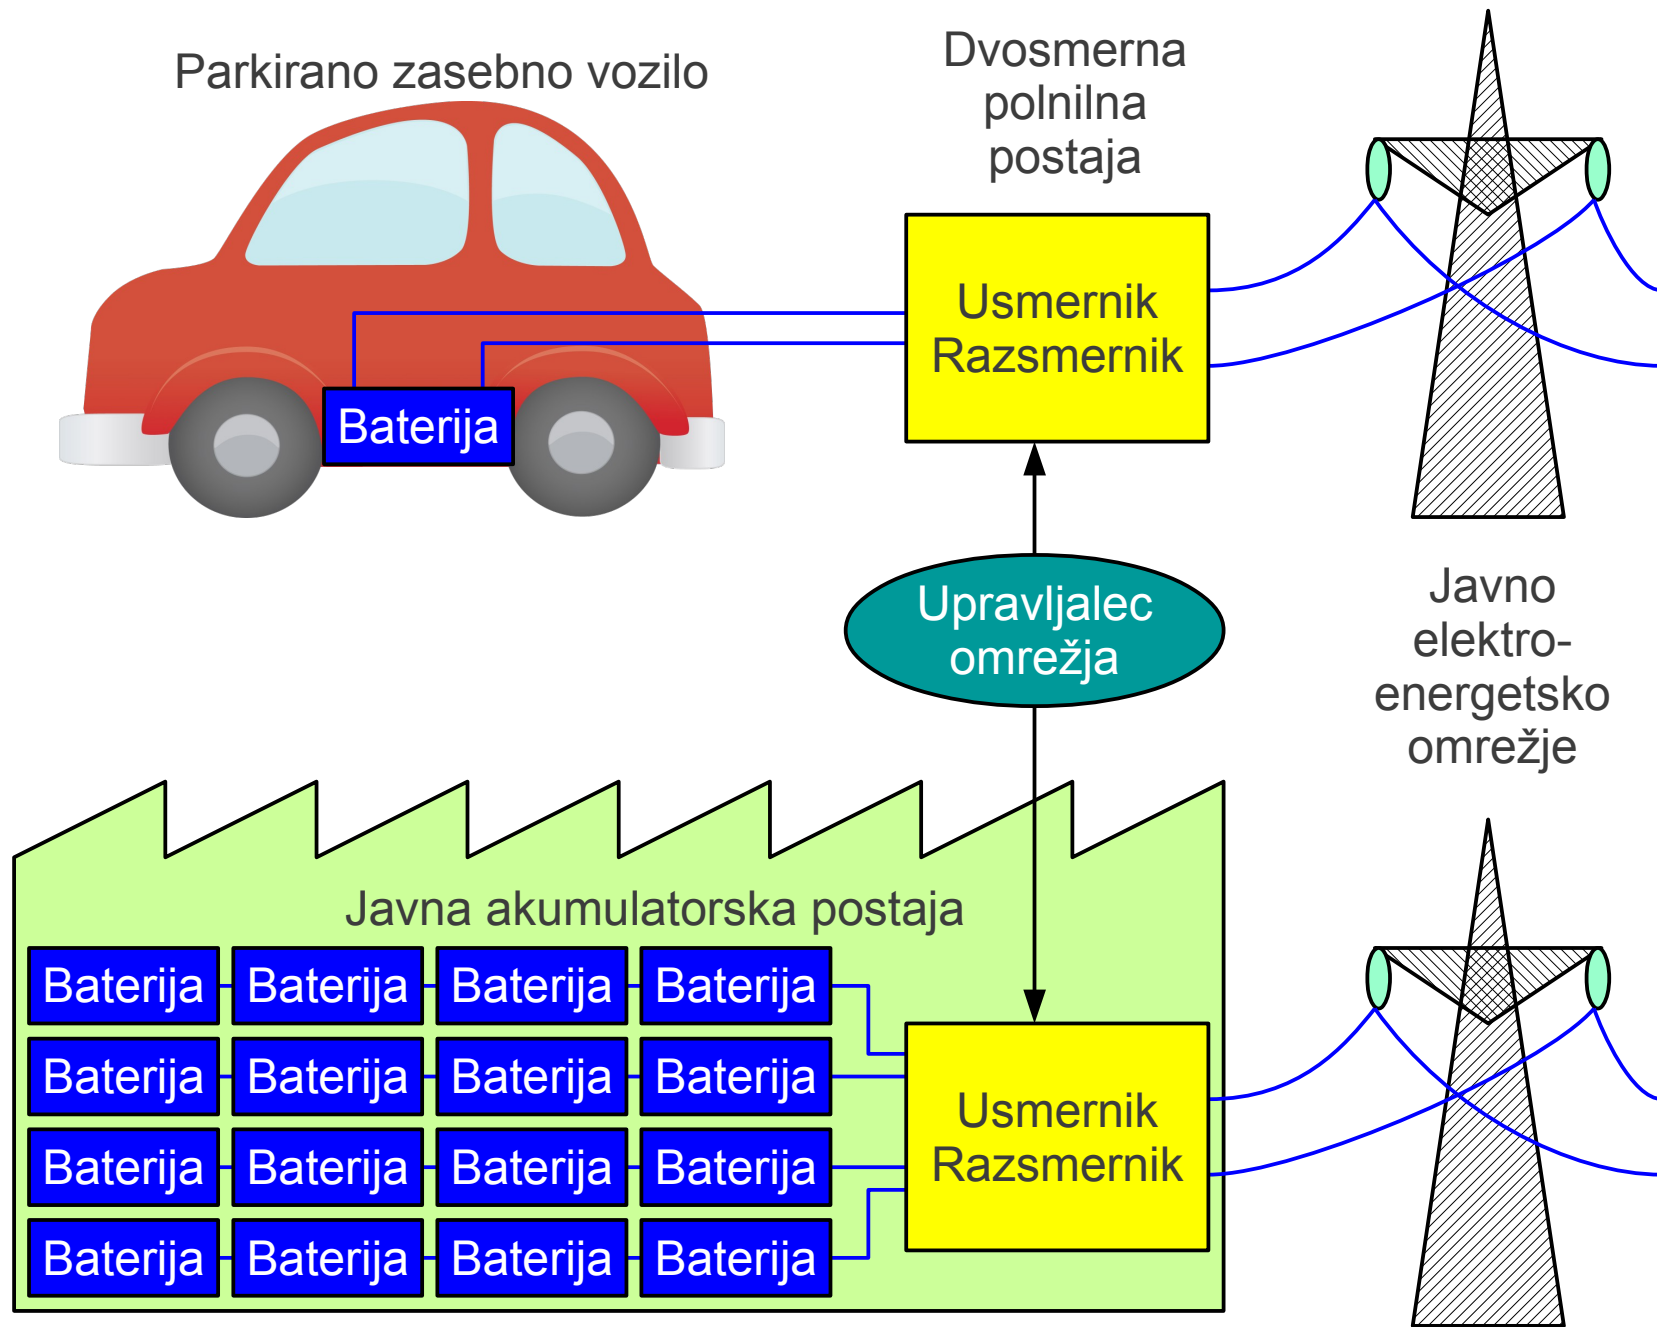 Parkirano zasebno vozilo
Dvosmerna
polnilna
postaja
Usmernik
Razsmernik
Baterija
Upravljalec
omrežja
Javno
elektro-
energetsko
omrežje
Javna akumulatorska postaja
Baterija Baterija Baterija Baterija
Baterija Baterija Baterija Baterija
Baterija Baterija Baterija Baterija
Baterija Baterija Baterija Baterija
Usmernik
Razsmernik